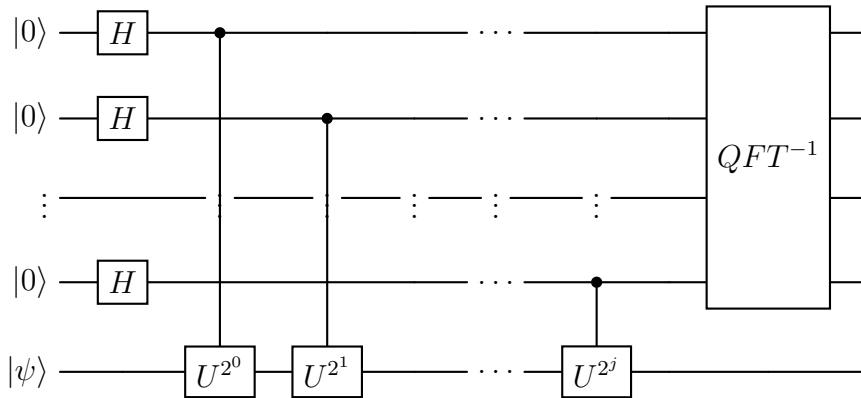 |0⟩ H ⋯
|0⟩ H ⋯
QFT⁻¹
⋮ ⋮ ⋮ ⋮ ⋮ ⋮
|0⟩ H ⋯
|ψ⟩ U^{2^0} U^{2^1} ⋯ U^{2^j}